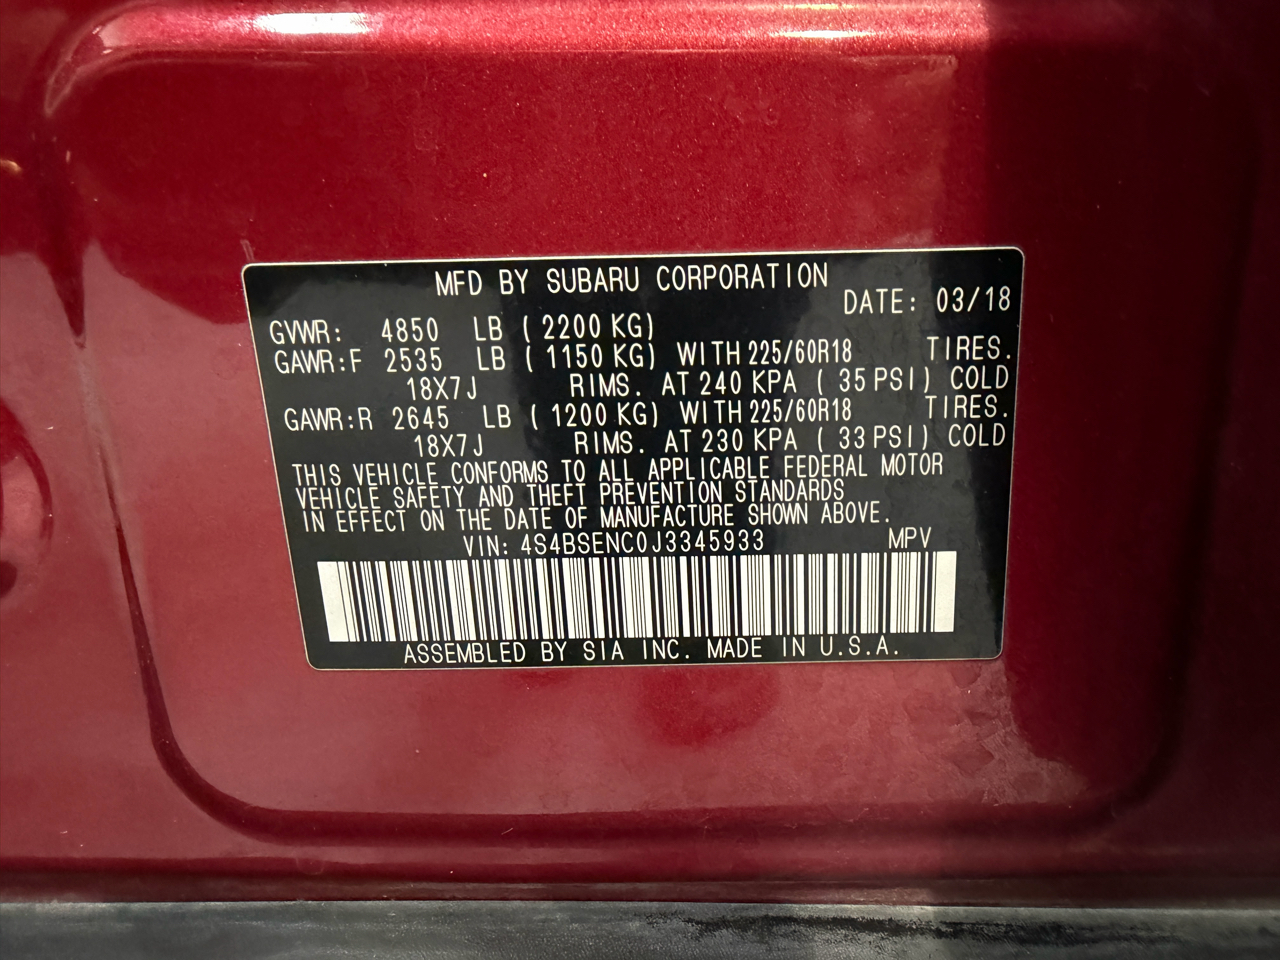 MFD BY SUBARU CORPORATION
DATE: 03/18
GVWR: 4850 LB ( 2200 KG)
GAWR:F 2535 LB ( 1150 KG) WITH 225/60R18 TIRES.
18X7J RIMS. AT 240 KPA ( 35 PSI) COLD
GAWR:R 2645 LB ( 1200 KG) WITH 225/60R18 TIRES.
18X7J RIMS. AT 230 KPA ( 33 PSI) COLD
THIS VEHICLE CONFORMS TO ALL APPLICABLE FEDERAL MOTOR
VEHICLE SAFETY AND THEFT PREVENTION STANDARDS
IN EFFECT ON THE DATE OF MANUFACTURE SHOWN ABOVE.
VIN: 4S4BSENC0J3345933 MPV
ASSEMBLED BY SIA INC. MADE IN U.S.A.